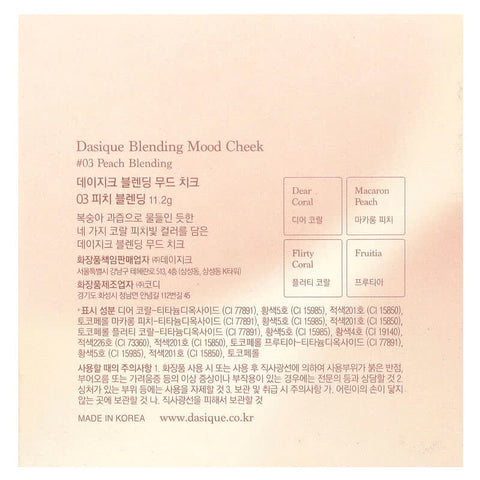 Dasique Blending Mood Cheek
#03 Peach Blending
데이지크 블렌딩 무드 치크
03 피치 블렌딩 11.2g
복숭아 과즙으로 물들인 듯한
네 가지 코랄 피치빛 컬러를 담은
데이지크 블렌딩 무드 치크
화장품책임판매업자 ㈜데이지크
서울특별시 강남구 테헤란로 513, 4층 (삼성동, 삼성동 K타워)
화장품제조업자 ㈜코디
경기도 화성시 정남면 안녕길 112번길 45
Dear
Coral
디어 코랄
Macaron
Peach
마카롱 피치
Flirty
Coral
플러티 코랄
Fruitia
프루티아
*표시 성분 디어 코랄-티타늄디옥사이드 (CI 77891), 황색5호 (CI 15985), 적색201호 (CI 15850),
토코페롤 마카롱 피치-티타늄디옥사이드 (CI 77891), 황색5호 (CI 15985), 적색201호 (CI 15850),
토코페롤 플러티 코랄-티타늄디옥사이드 (CI 77891), 황색5호 (CI 15985), 황색4호 (CI 19140),
적색226호 (CI 73360), 적색201호 (CI 15850), 토코페롤 프루티아-티타늄디옥사이드 (CI 77891),
황색5호 (CI 15985), 적색201호 (CI 15850), 토코페롤
사용할 때의 주의사항 1. 화장품 사용 시 또는 사용 후 직사광선에 의하여 사용부위가 붉은 반점,
부어오름 또는 가려움증 등의 이상 증상이나 부작용이 있는 경우에는 전문의 등과 상담할 것 2.
상처가 있는 부위 등에는 사용을 자제할 것 3. 보관 및 취급 시 주의사항 가. 어린이의 손이 닿지
않는 곳에 보관할 것 나. 직사광선을 피해서 보관할 것
MADE IN KOREA www.dasique.co.kr